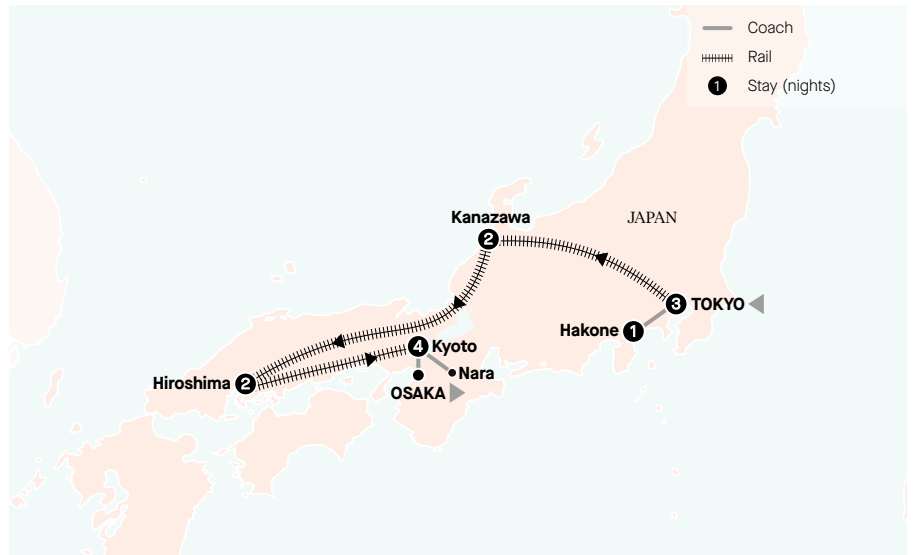 Coach
Rail
1 Stay (nights)
Kanazawa
2
JAPAN
3 TOKYO
Hakone 1
4 Kyoto
Nara
Hiroshima 2
OSAKA